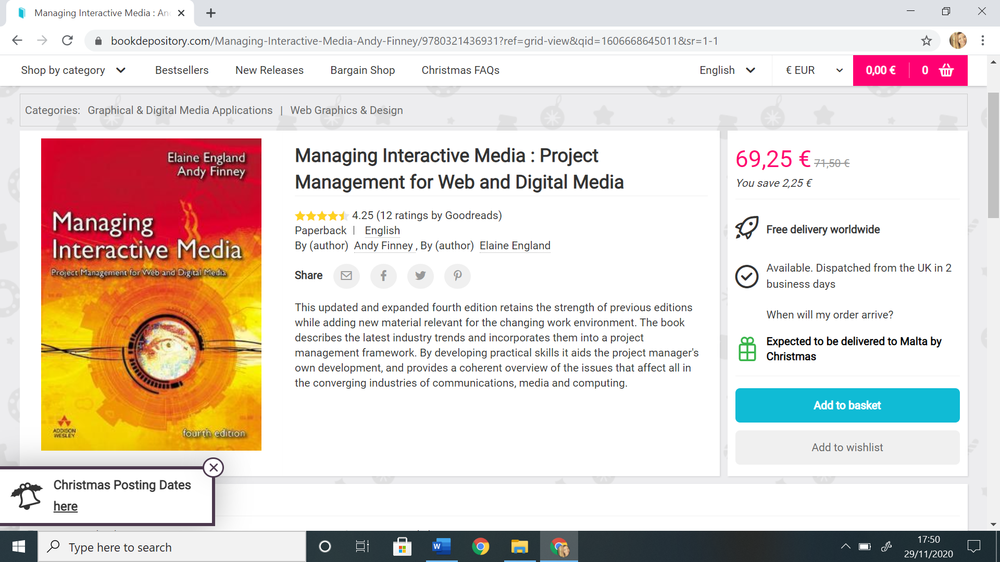 Managing Interactive Media : An
bookdepository.com/Managing-Interactive-Media-Andy-Finney/9780321436931?ref=grid-view&qid=1606668645011&sr=1-1
Shop by category Bestsellers New Releases Bargain Shop Christmas FAQs English € EUR 0,00 € 0
Categories: Graphical & Digital Media Applications | Web Graphics & Design
Elaine England
Andy Finney
Managing
Interactive Media
Project Management for Web and Digital Media
ADDISON
WESLEY
fourth edition
Managing Interactive Media : Project
Management for Web and Digital Media
4.25 (12 ratings by Goodreads)
Paperback | English
By (author) Andy Finney , By (author) Elaine England
Share
This updated and expanded fourth edition retains the strength of previous editions
while adding new material relevant for the changing work environment. The book
describes the latest industry trends and incorporates them into a project
management framework. By developing practical skills it aids the project manager's
own development, and provides a coherent overview of the issues that affect all in
the converging industries of communications, media and computing.
69,25 € 71,50 €
You save 2,25 €
Free delivery worldwide
Available. Dispatched from the UK in 2
business days
When will my order arrive?
Expected to be delivered to Malta by
Christmas
Add to basket
Add to wishlist
Christmas Posting Dates
here
Type here to search
W
17:50
29/11/2020